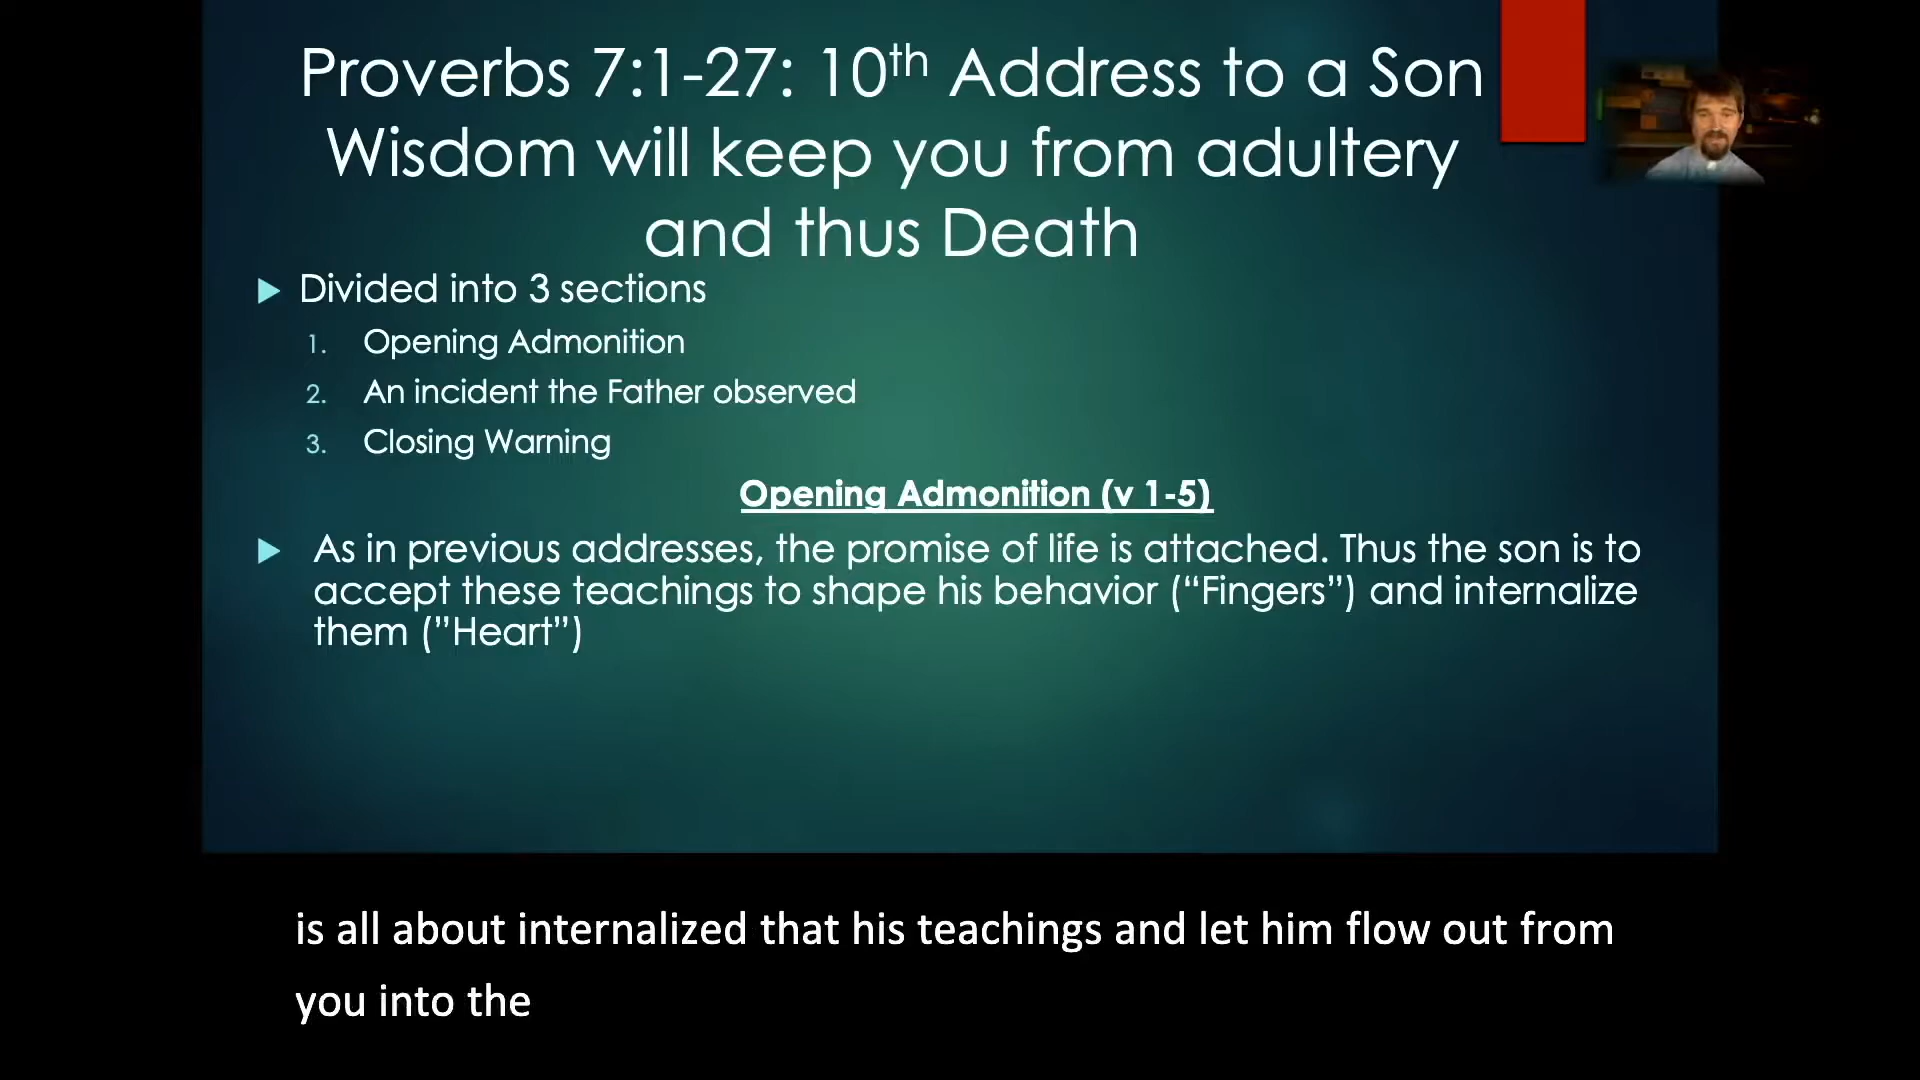 Proverbs 7:1-27: 10th Address to a Son
Wisdom will keep you from adultery
and thus Death
Divided into 3 sections
1. Opening Admonition
2. An incident the Father observed
3. Closing Warning
Opening Admonition (v 1-5)
As in previous addresses, the promise of life is attached. Thus the son is to
accept these teachings to shape his behavior (“Fingers”) and internalize
them (”Heart”)
is all about internalized that his teachings and let him flow out from
you into the